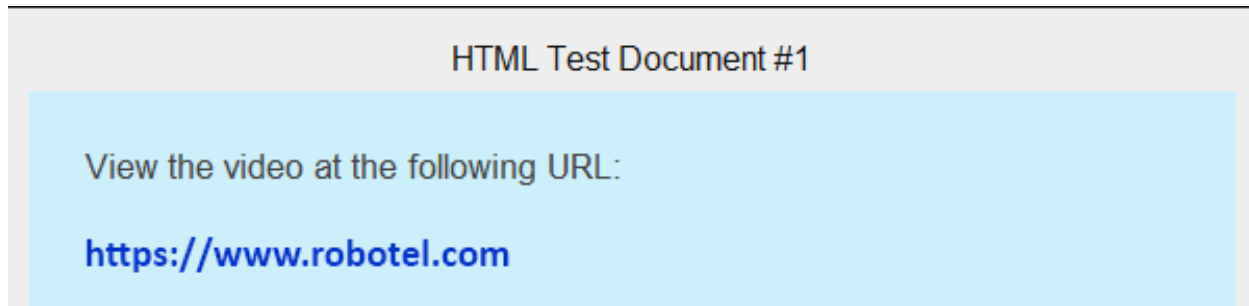 HTML Test Document #1
View the video at the following URL:
https://www.robotel.com